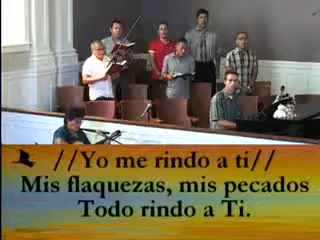 //Yo me rindo a ti//
Mis flaquezas, mis pecados
Todo rindo a Ti.